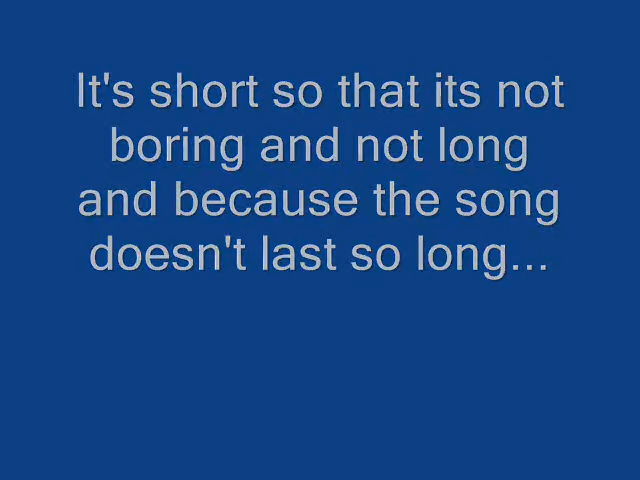 It's short so that its not
boring and not long
and because the song
doesn't last so long...